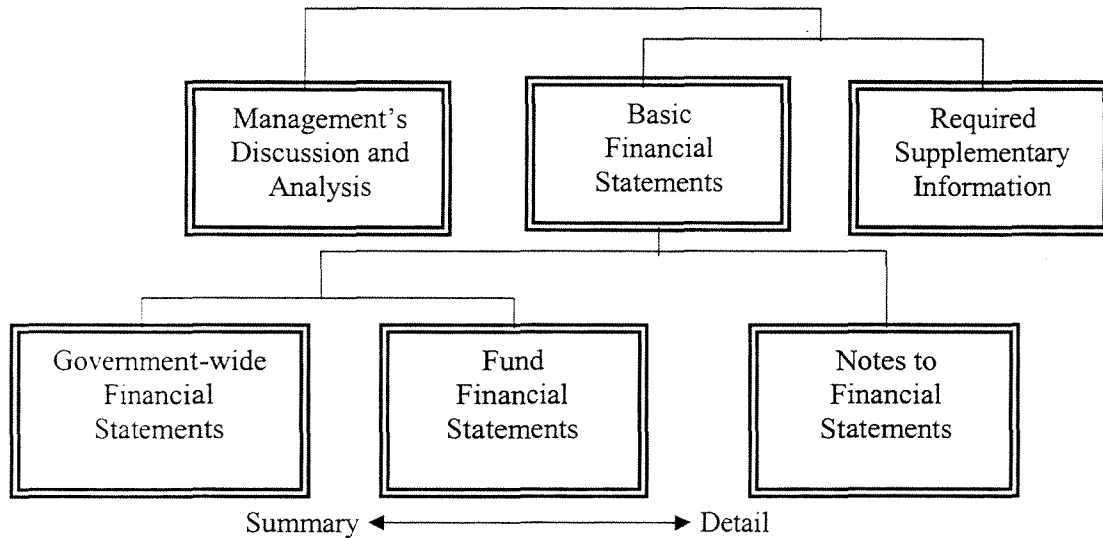 Management's
Discussion and
Analysis
Basic
Financial
Statements
Required
Supplementary
Information
Government-wide
Financial
Statements
Fund
Financial
Statements
Notes to
Financial
Statements
Summary
Detail